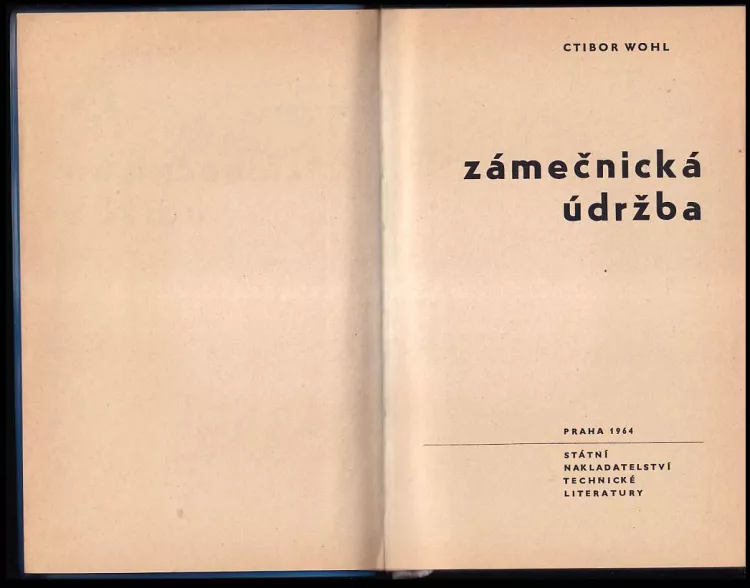 CTIBOR WOHL
zámečnická
údržba
PRAHA 1964
STÁTNÍ
NAKLADATELSTVÍ
TECHNICKÉ
LITERATURY